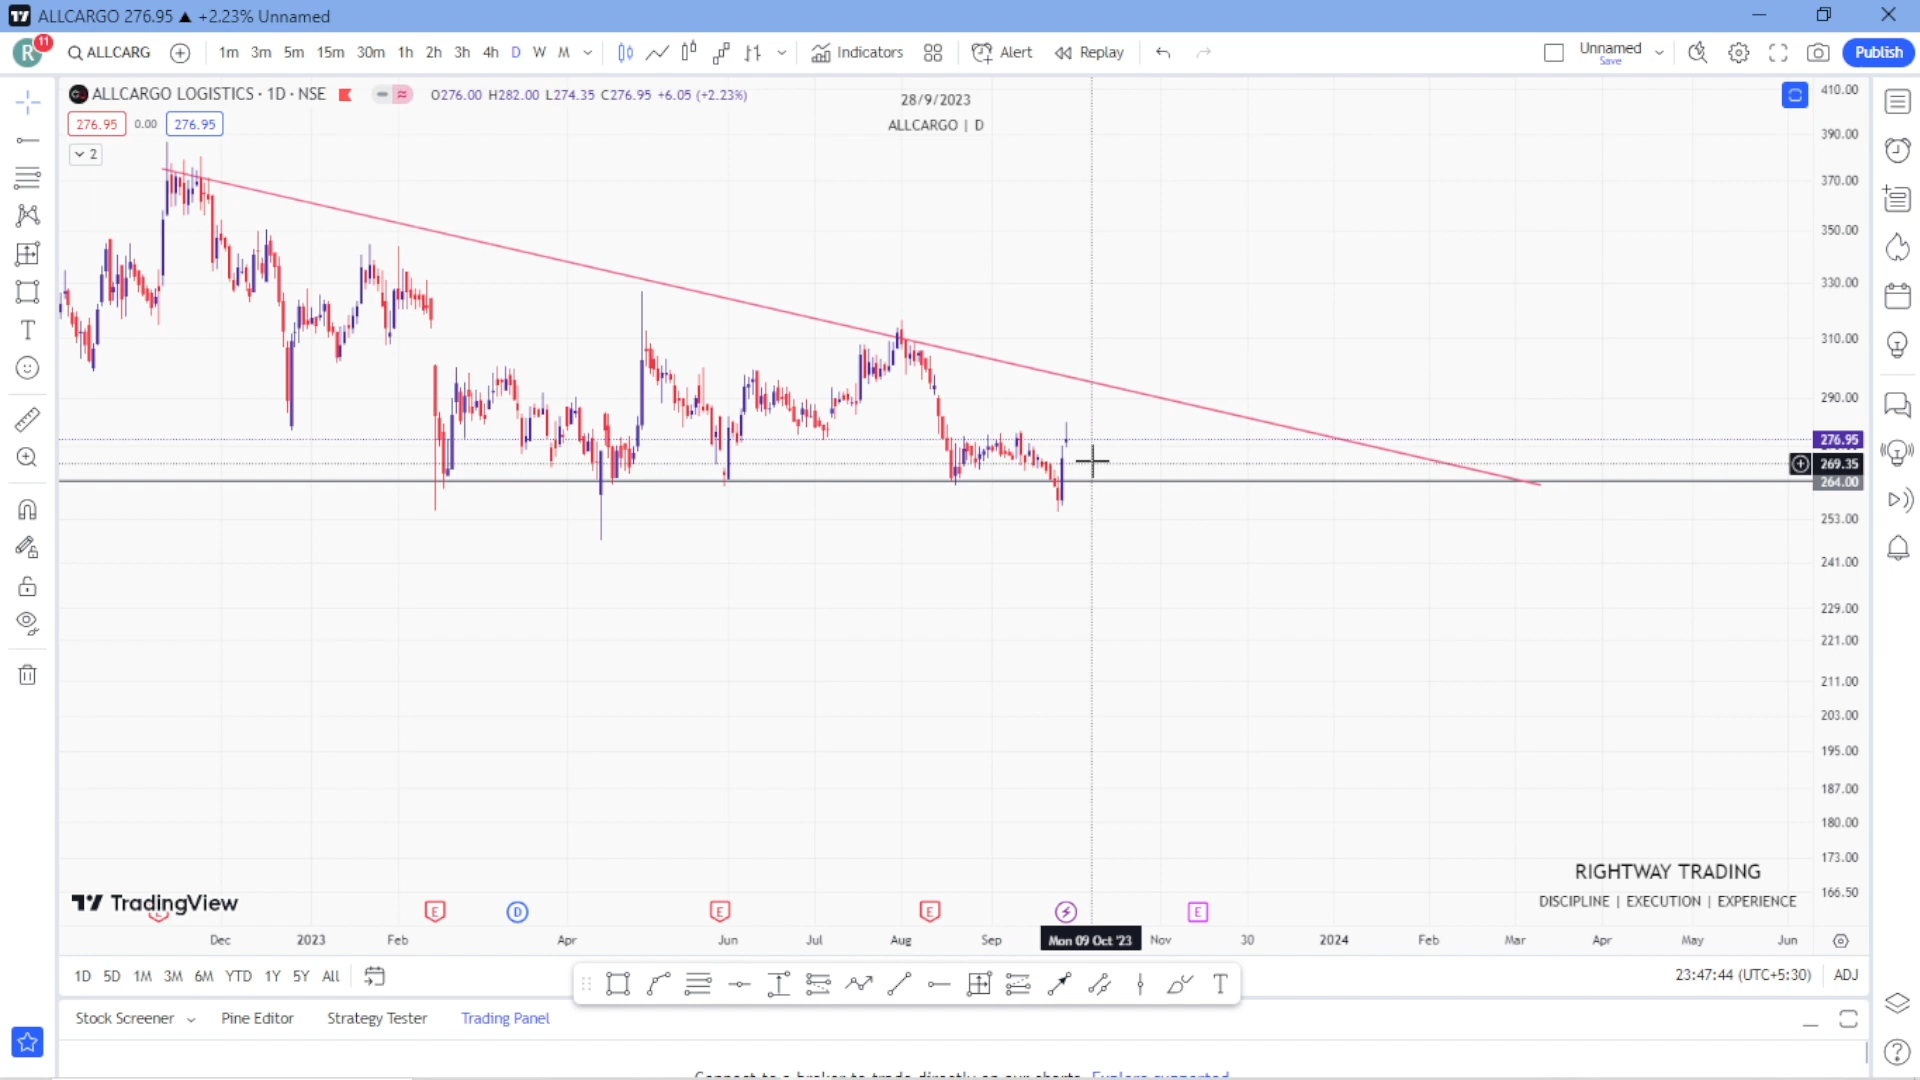 ALLCARGO 276.95 ▲ +2.23% Unnamed
R 11 ALLCARG 1m 3m 5m 15m 30m 1h 2h 3h 4h D W M Indicators Alert Replay Unnamed Save Publish
ALLCARGO LOGISTICS · 1D · NSE O276.00 H282.00 L274.35 C276.95 +6.05 (+2.23%)
276.95 0.00 276.95
2
28/9/2023
ALLCARGO | D
410.00
390.00
370.00
350.00
330.00
310.00
290.00
276.95
269.35
264.00
253.00
241.00
229.00
221.00
211.00
203.00
195.00
187.00
180.00
173.00
166.50
RIGHTWAY TRADING
DISCIPLINE | EXECUTION | EXPERIENCE
TradingView
E D E E E
Dec 2023 Feb Apr Jun Jul Aug Sep Mon 09 Oct '23 Nov 30 2024 Feb Mar Apr May Jun
1D 5D 1M 3M 6M YTD 1Y 5Y All 23:47:44 (UTC+5:30) ADJ
Stock Screener Pine Editor Strategy Tester Trading Panel